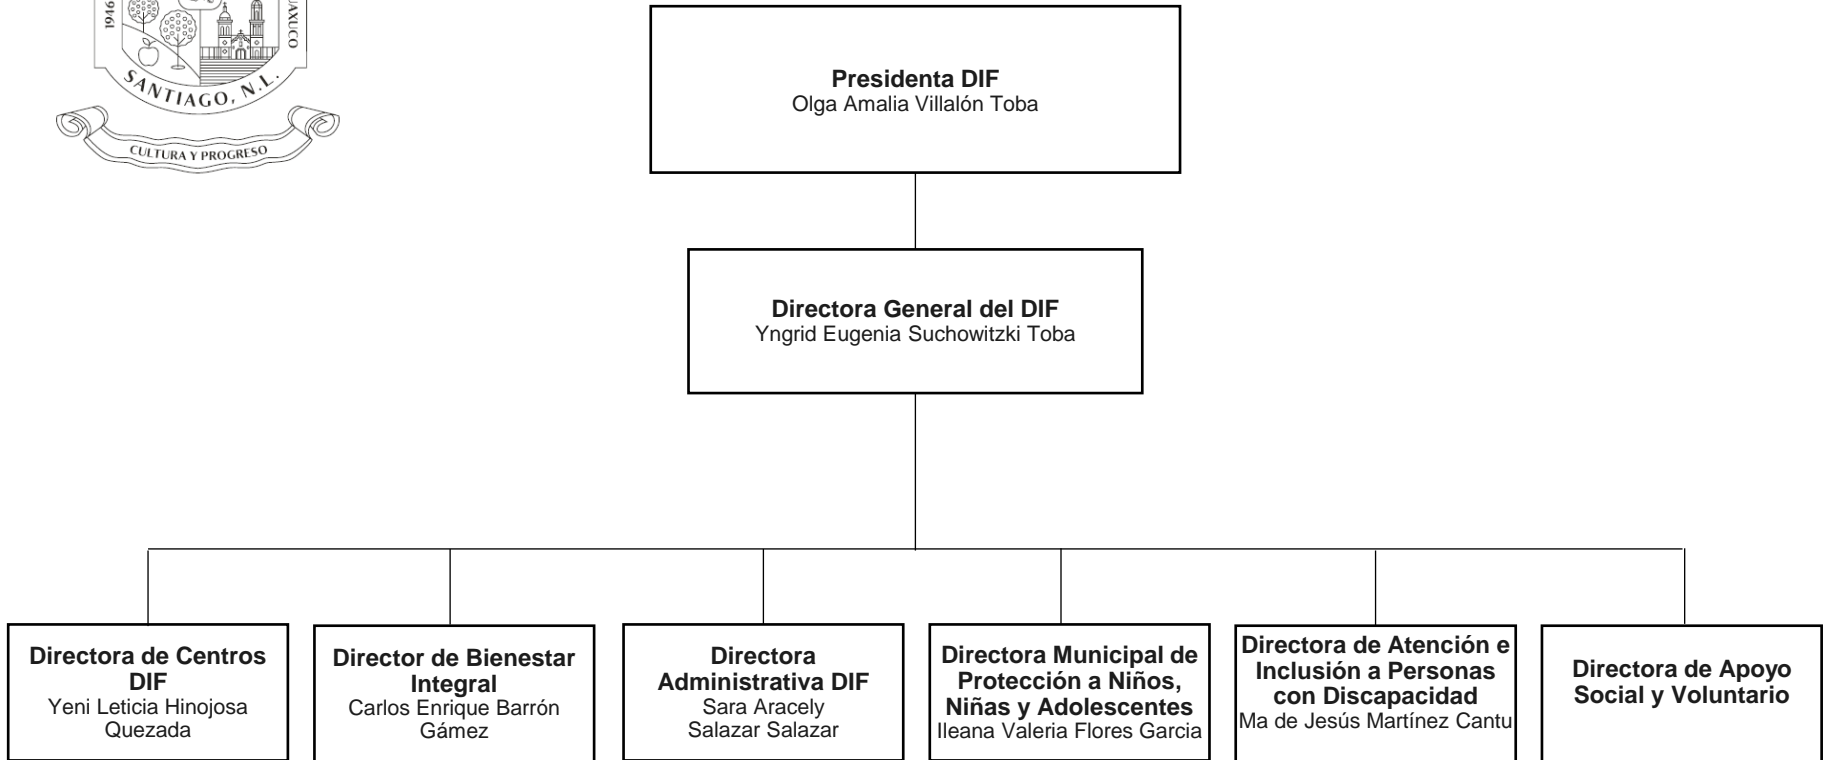 1946
SANTIAGO, N.L.
CULTURA Y PROGRESO
Presidenta DIF
Olga Amalia Villalón Toba
Directora General del DIF
Yngrid Eugenia Suchowitzki Toba
Directora de Centros
DIF
Yeni Leticia Hinojosa
Quezada
Director de Bienestar
Integral
Carlos Enrique Barrón
Gámez
Directora
Administrativa DIF
Sara Aracely
Salazar Salazar
Directora Municipal de
Protección a Niños,
Niñas y Adolescentes
Ileana Valeria Flores Garcia
Directora de Atención e
Inclusión a Personas
con Discapacidad
Ma de Jesús Martínez Cantu
Directora de Apoyo
Social y Voluntario